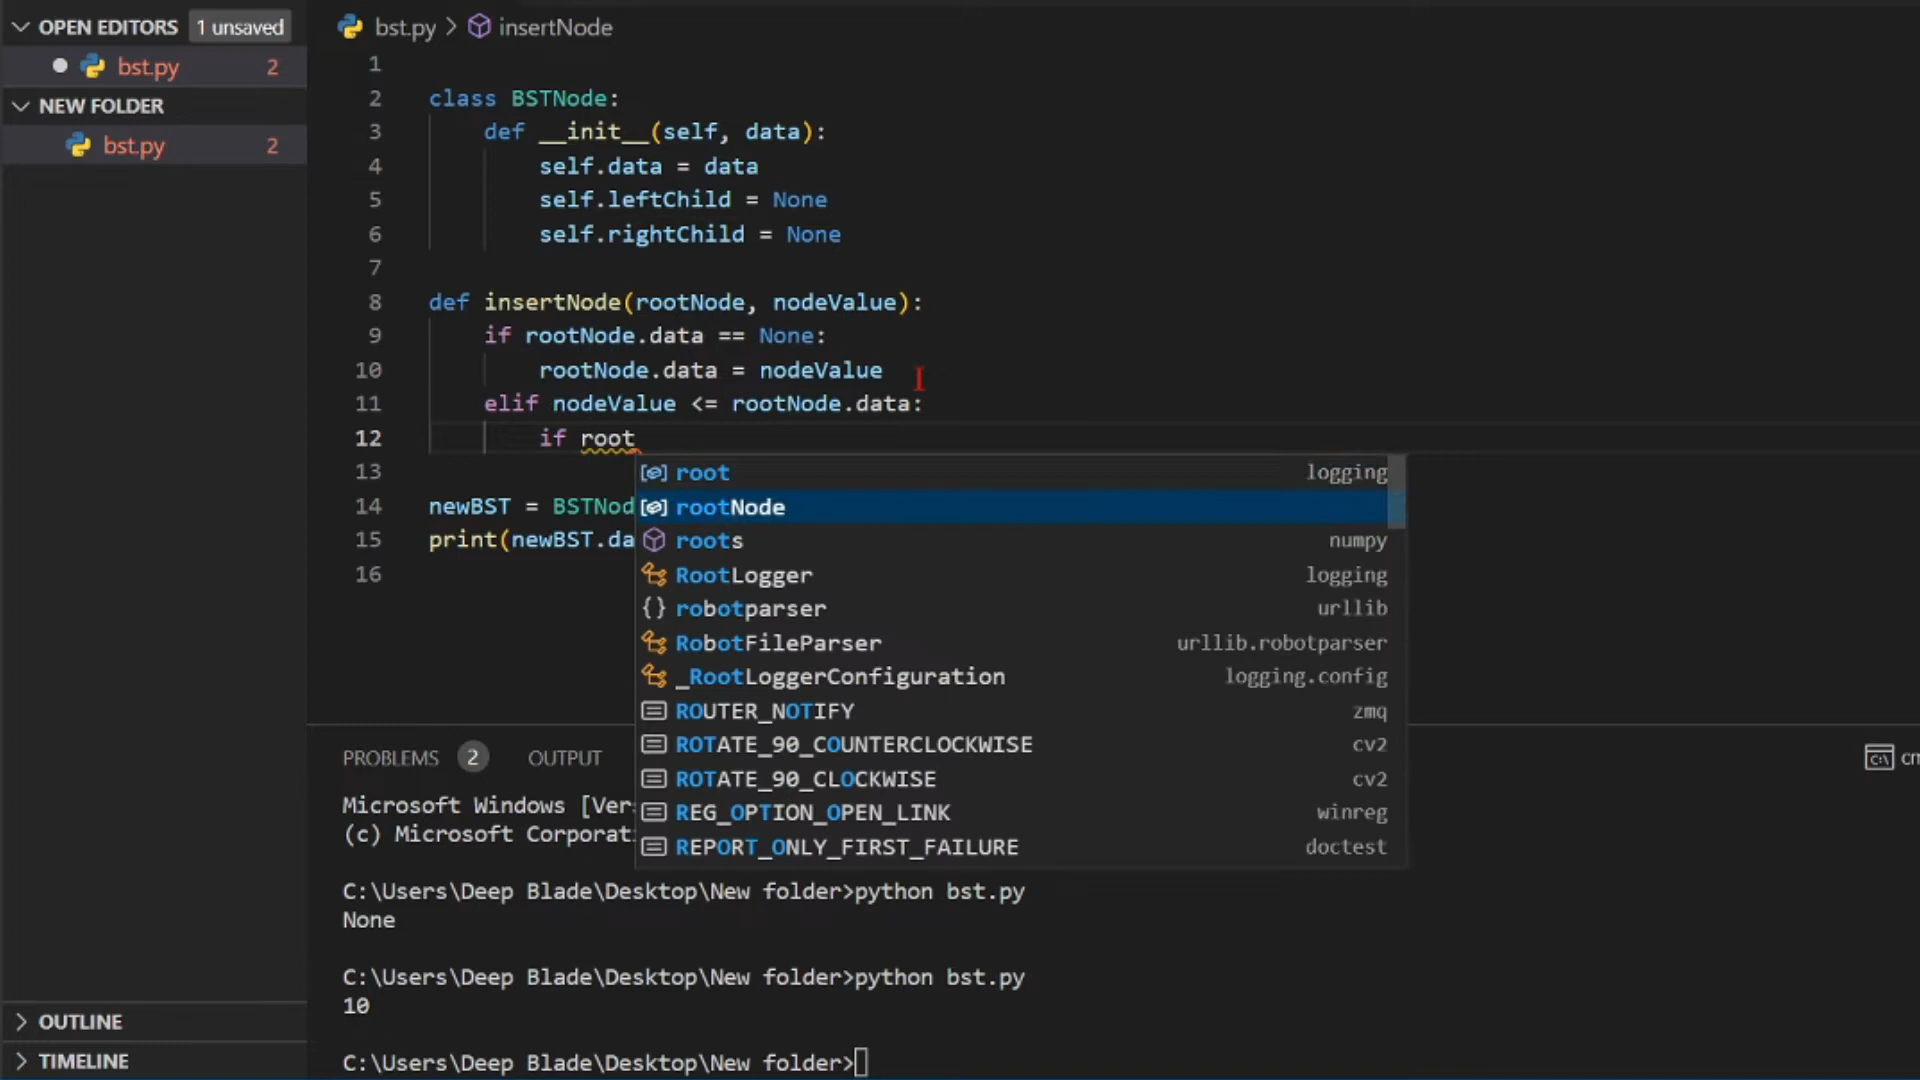 OPEN EDITORS 1 unsaved
bst.py 2
NEW FOLDER
bst.py 2
OUTLINE
TIMELINE
bst.py > insertNode
1
2 class BSTNode:
3 def __init__(self, data):
4 self.data = data
5 self.leftChild = None
6 self.rightChild = None
7
8 def insertNode(rootNode, nodeValue):
9 if rootNode.data == None:
10 rootNode.data = nodeValue
11 elif nodeValue <= rootNode.data:
12 if root
13
14 newBST = BSTNod
15 print(newBST.da
16
root logging
rootNode
roots numpy
RootLogger logging
robotparser urllib
RobotFileParser urllib.robotparser
_RootLoggerConfiguration logging.config
ROUTER_NOTIFY zmq
ROTATE_90_COUNTERCLOCKWISE cv2
ROTATE_90_CLOCKWISE cv2
REG_OPTION_OPEN_LINK winreg
REPORT_ONLY_FIRST_FAILURE doctest
PROBLEMS 2 OUTPUT
Microsoft Windows [Ver
(c) Microsoft Corporat
C:\Users\Deep Blade\Desktop\New folder>python bst.py
None
C:\Users\Deep Blade\Desktop\New folder>python bst.py
10
C:\Users\Deep Blade\Desktop\New folder>